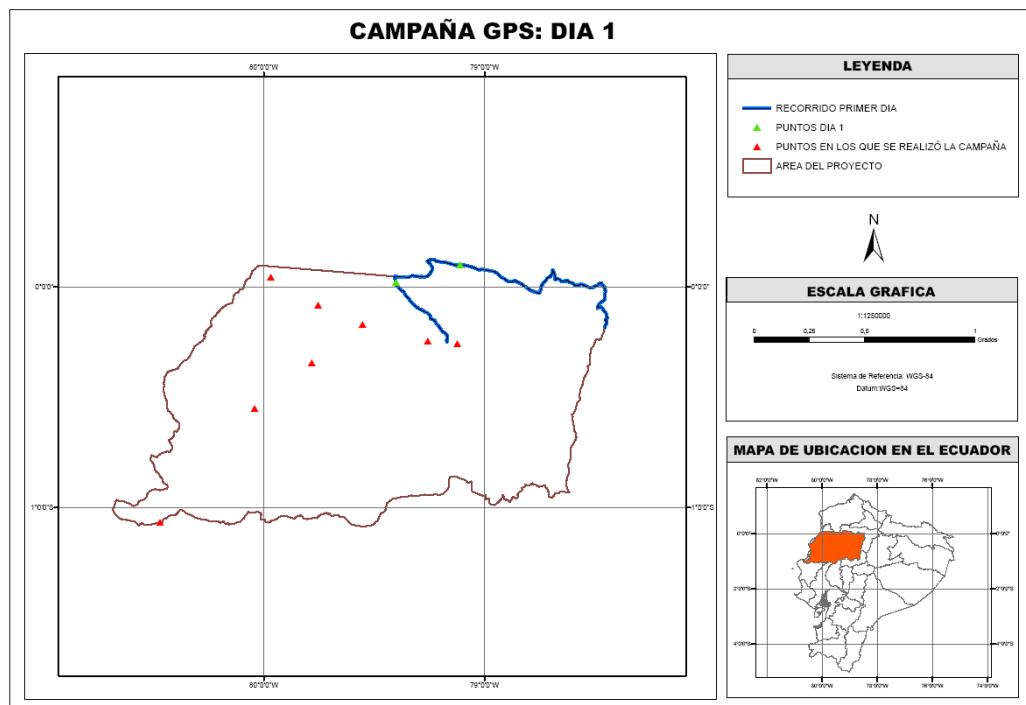 CAMPAÑA GPS: DIA 1
80°0'0"W
79°0'0"W
0°0'0"
0°0'0"
1°0'0"S
1°0'0"S
80°0'0"W
79°0'0"W
LEYENDA
RECORRIDO PRIMER DIA
PUNTOS DIA 1
PUNTOS EN LOS QUE SE REALIZÓ LA CAMPAÑA
AREA DEL PROYECTO
N
ESCALA GRAFICA
1:1250000
0 0,25 0,5 1
Grados
Sistema de Referencia: WGS-84
Datum:WGS=84
MAPA DE UBICACION EN EL ECUADOR
82°0'0"W 80°0'0"W 78°0'0"W 76°0'0"W
0°0'0"
0°0'0"
2°0'0"S
2°0'0"S
4°0'0"S
4°0'0"S
80°0'0"W 78°0'0"W 76°0'0"W 74°0'0"W